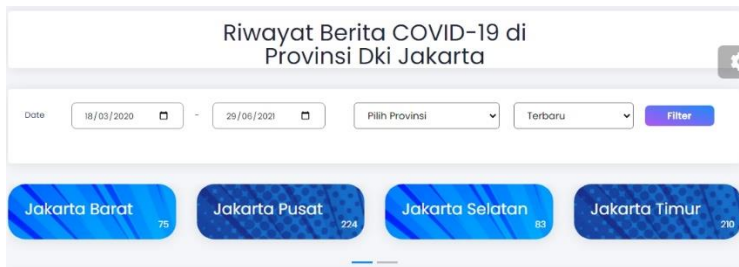 Riwayat Berita COVID-19 di
Provinsi Dki Jakarta
Date 18/03/2020 - 29/06/2021 Pilih Provinsi Terbaru Filter
Jakarta Barat Jakarta Pusat Jakarta Selatan Jakarta Timur
75 224 83 210